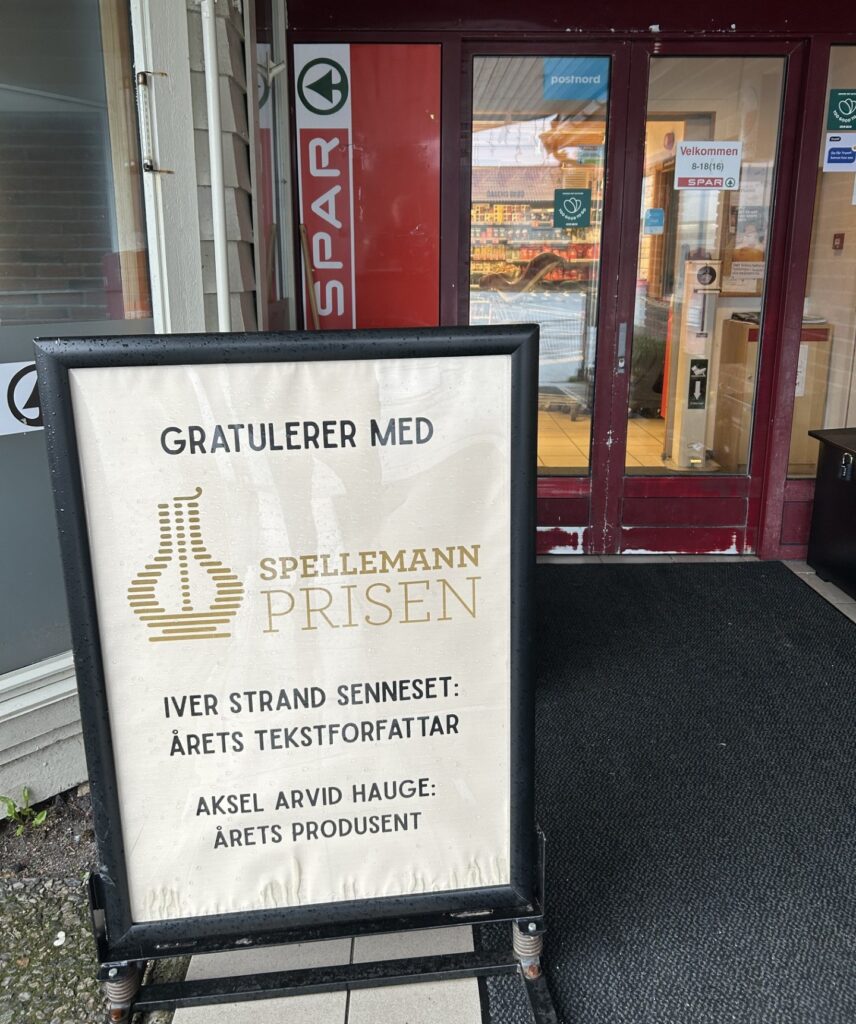 SPAR
postnord
Velkommen
8-18(16)
SPAR
GRATULERER MED
SPELLEMANN
PRISEN
IVER STRAND SENNESET:
ÅRETS TEKSTFORFATTAR
AKSEL ARVID HAUGE:
ÅRETS PRODUSENT